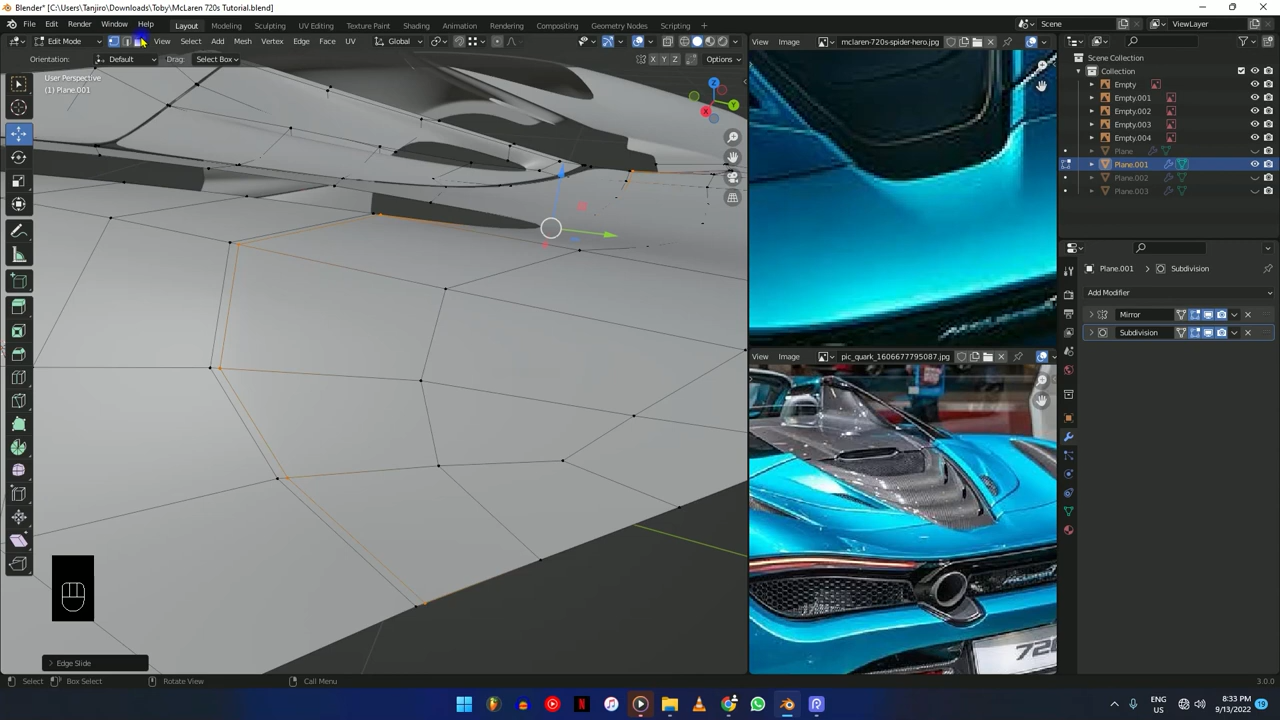 Blender* [C:\Users\Tanjiro\Downloads\Toby\McLaren 720s Tutorial.blend]
File Edit Render Window Help Layout Modeling Sculpting UV Editing Texture Paint Shading Animation Rendering Compositing Geometry Nodes Scripting Scene ViewLayer
Edit Mode View Select Add Mesh Vertex Edge Face UV Global
View Image mclaren-720s-spider-hero.jpg
Orientation: Default Drag: Select Box X Y Z Options
User Perspective
(1) Plane.001
Z
Y
X
Scene Collection
Collection
Empty
Empty.001
Empty.002
Empty.003
Empty.004
Plane
Plane.001
Plane.002
Plane.003
Plane.001 Subdivision
Add Modifier
Mirror
Subdivision
View Image pic_quark_1606677795087.jpg
720
Edge Slide
Select Box Select Rotate View Call Menu 3.0.0
ENG
US
8:33 PM
9/13/2022
19